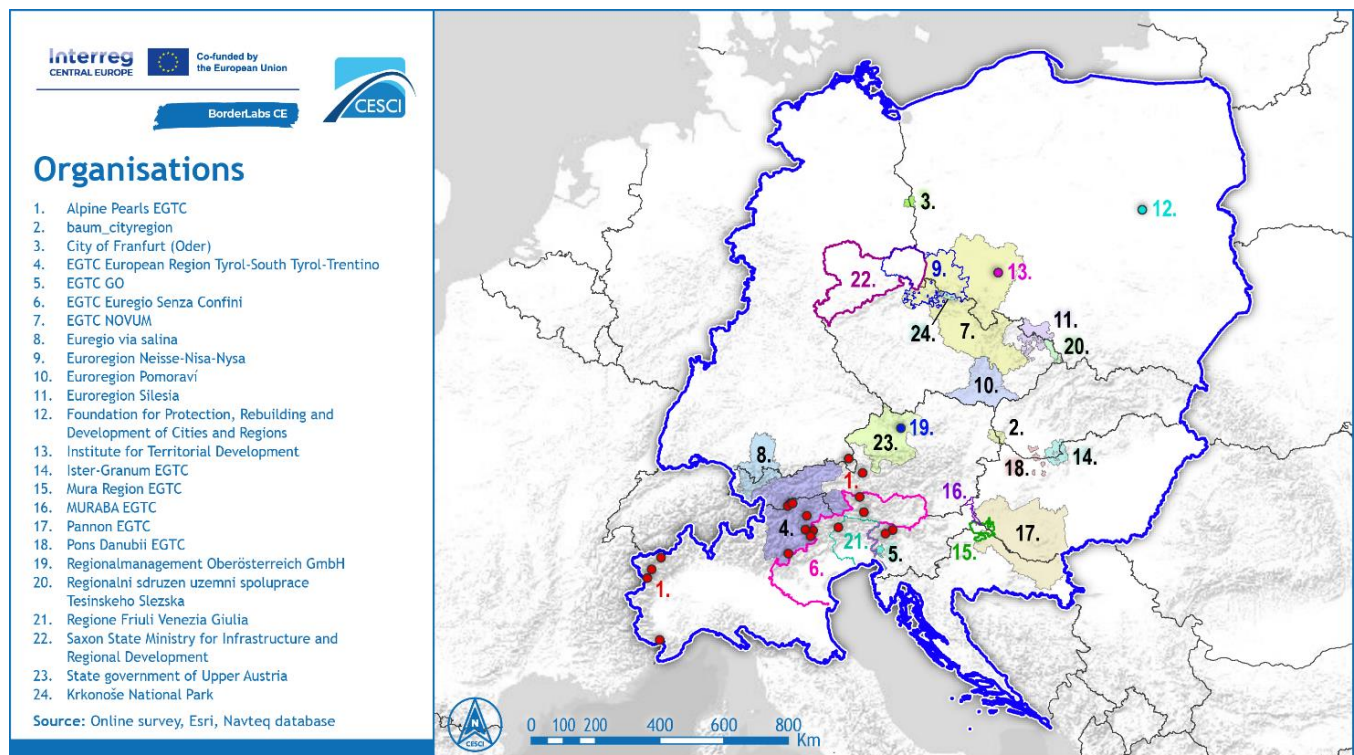 Interreg
CENTRAL EUROPE
Co-funded by
the European Union
BorderLabs CE
CESCI
Organisations
1. Alpine Pearls EGTC
2. baum_cityregion
3. City of Franfurt (Oder)
4. EGTC European Region Tyrol-South Tyrol-Trentino
5. EGTC GO
6. EGTC Euregio Senza Confini
7. EGTC NOVUM
8. Euregio via salina
9. Euroregion Neisse-Nisa-Nysa
10. Euroregion Pomoraví
11. Euroregion Silesia
12. Foundation for Protection, Rebuilding and
Development of Cities and Regions
13. Institute for Territorial Development
14. Ister-Granum EGTC
15. Mura Region EGTC
16. MURABA EGTC
17. Pannon EGTC
18. Pons Danubii EGTC
19. Regionalmanagement Oberösterreich GmbH
20. Regionalni sdruzen uzemni spoluprace
Tesinskeho Slezska
21. Regione Friuli Venezia Giulia
22. Saxon State Ministry for Infrastructure and
Regional Development
23. State government of Upper Austria
24. Krkonoše National Park
Source: Online survey, Esri, Navteq database
3.
12.
9.
13.
22.
24.
7.
11.
20.
10.
19.
23.
2.
8.
18.
14.
1.
16.
4.
21.
17.
5.
15.
6.
1.
N
CESCI
0 100 200 400 600 800
Km